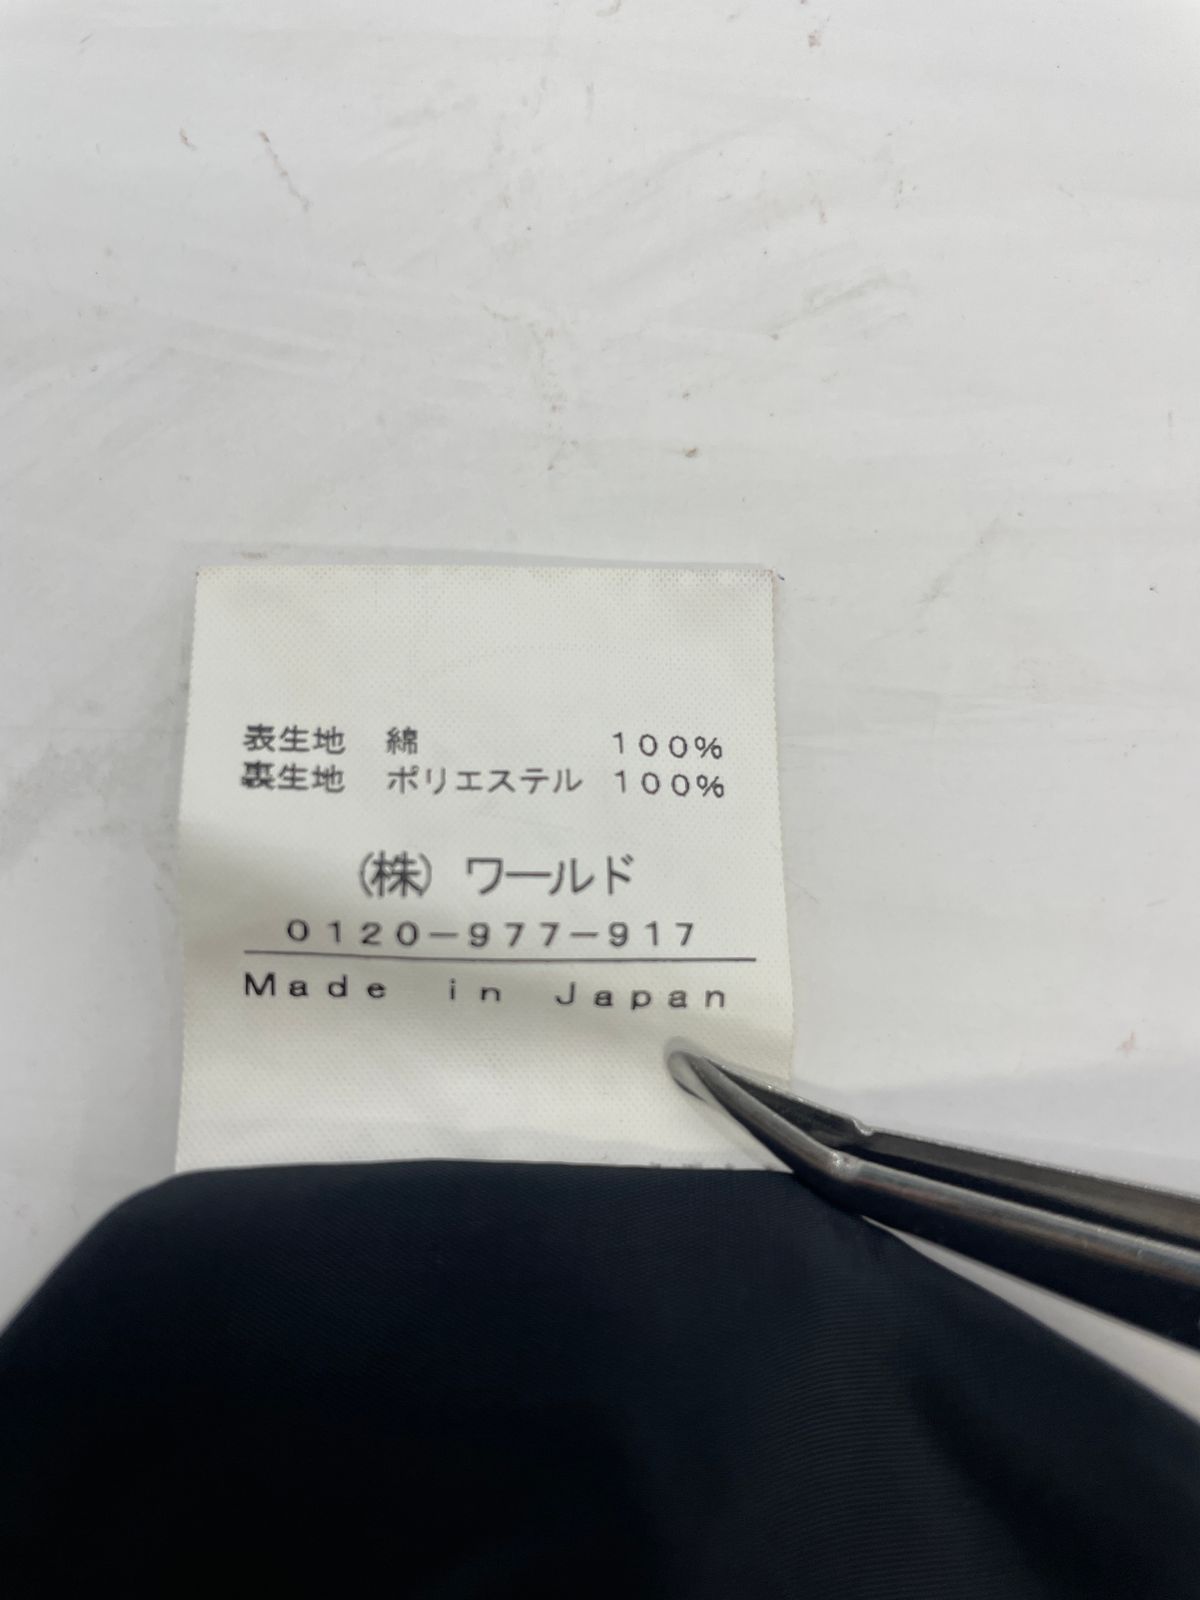 表生地 綿 100%
裏生地 ポリエステル 100%
(株) ワールド
0120-977-917
Made in Japan